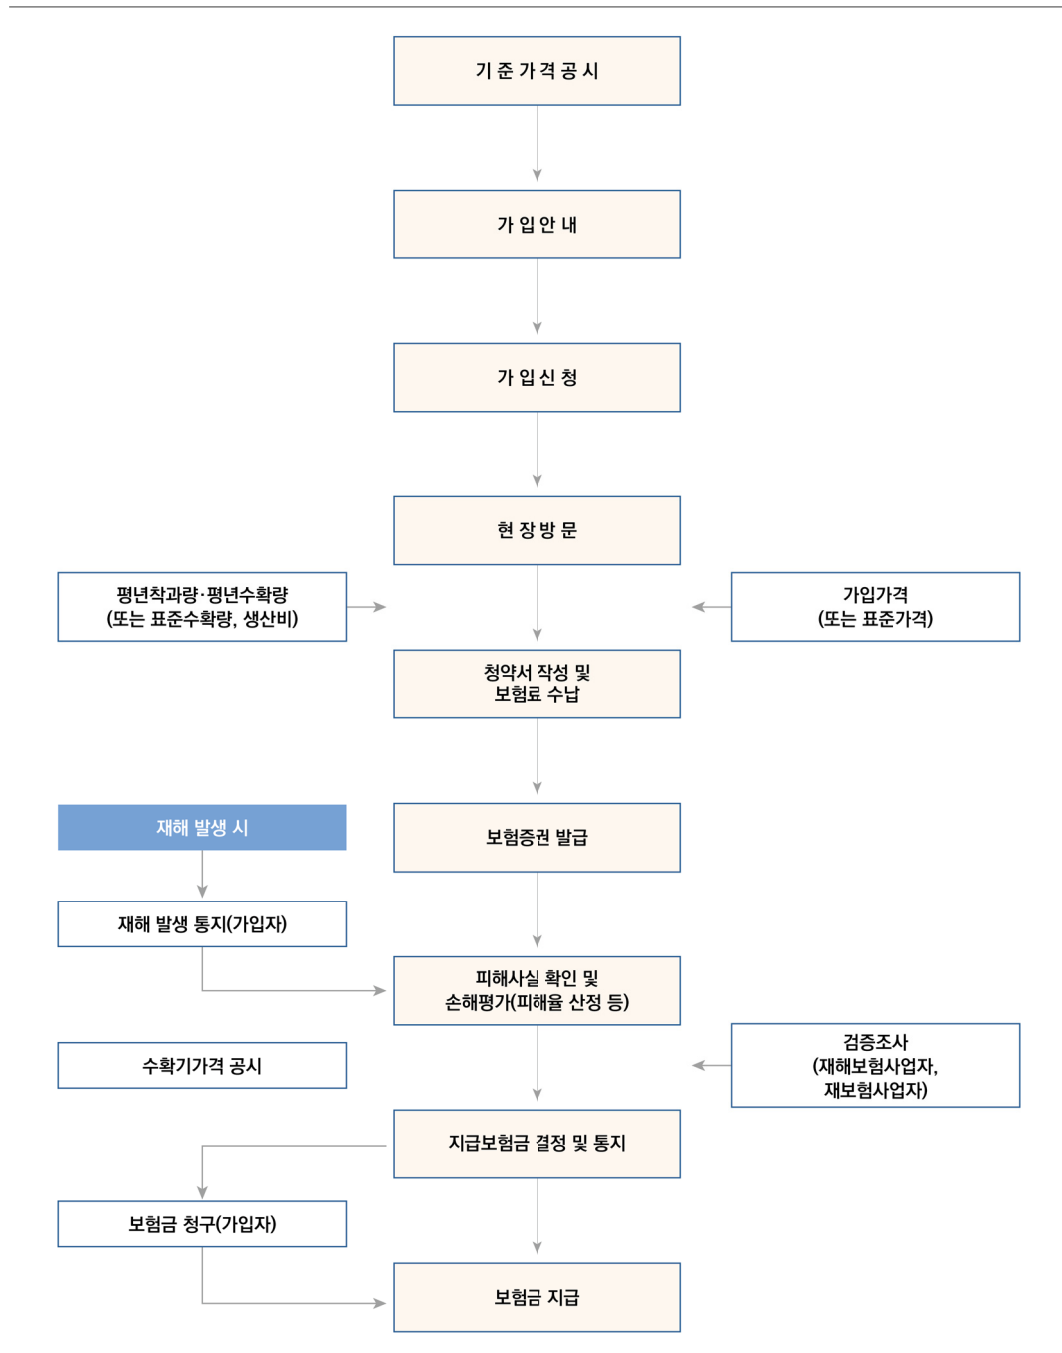 기준가격공시
가입안내
가입신청
현장방문
평년착과량·평년수확량
(또는 표준수확량, 생산비)
가입가격
(또는 표준가격)
청약서 작성 및
보험료 수납
보험증권 발급
재해 발생 시
재해 발생 통지(가입자)
피해사실 확인 및
손해평가(피해율 산정 등)
수확기가격 공시
검증조사
(재해보험사업자,
재보험사업자)
지급보험금 결정 및 통지
보험금 청구(가입자)
보험금 지급